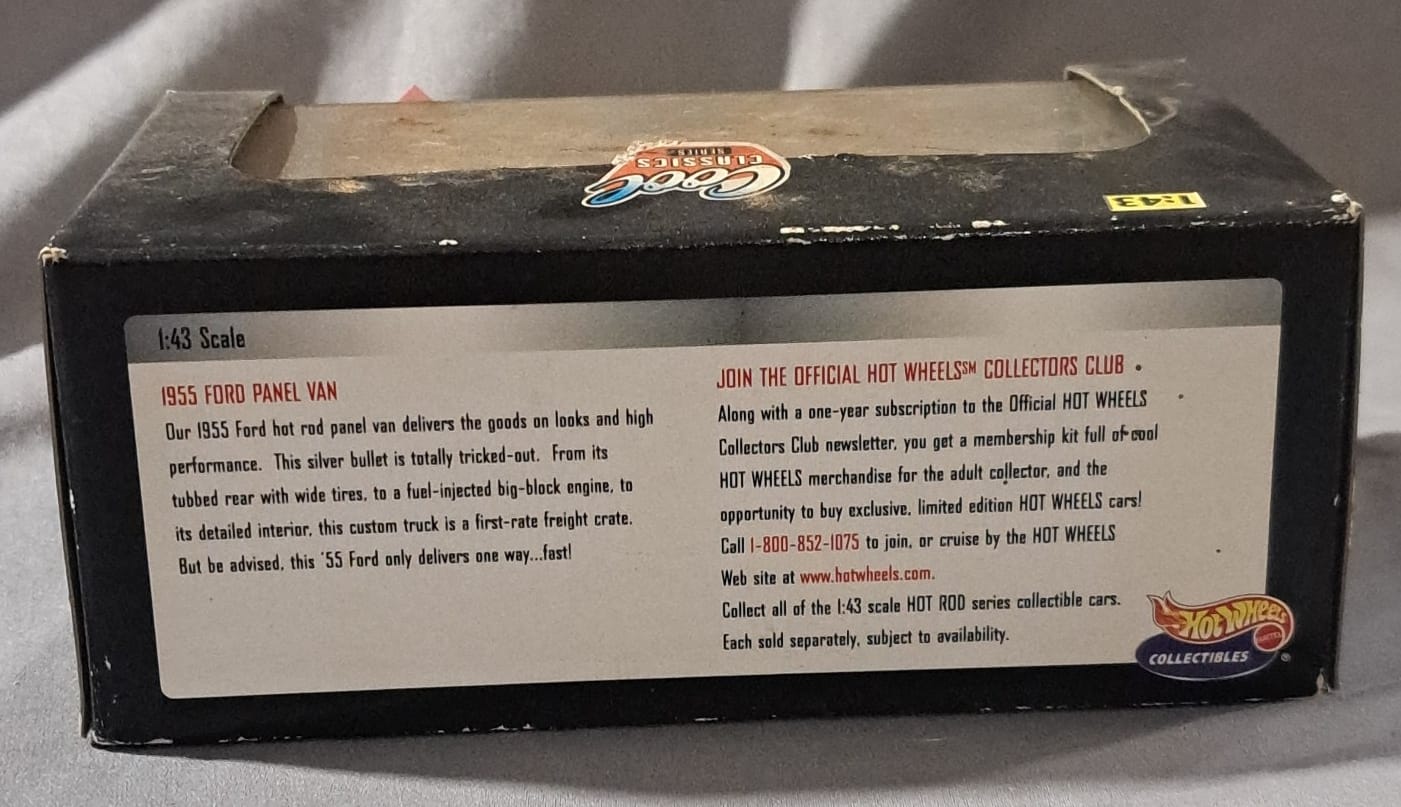 Cool
CLASSICS
SERIES
1:43
1:43 Scale
1955 FORD PANEL VAN
Our 1955 Ford hot rod panel van delivers the goods on looks and high
performance. This silver bullet is totally tricked-out. From its
tubbed rear with wide tires, to a fuel-injected big-block engine, to
its detailed interior, this custom truck is a first-rate freight crate.
But be advised, this '55 Ford only delivers one way...fast!
JOIN THE OFFICIAL HOT WHEELS℠ COLLECTORS CLUB
Along with a one-year subscription to the Official HOT WHEELS
Collectors Club newsletter, you get a membership kit full of cool
HOT WHEELS merchandise for the adult collector, and the
opportunity to buy exclusive, limited edition HOT WHEELS cars!
Call 1-800-852-1075 to join, or cruise by the HOT WHEELS
Web site at www.hotwheels.com.
Collect all of the 1:43 scale HOT ROD series collectible cars.
Each sold separately, subject to availability.
HOT WHEELS
MATTEL
COLLECTIBLES ®